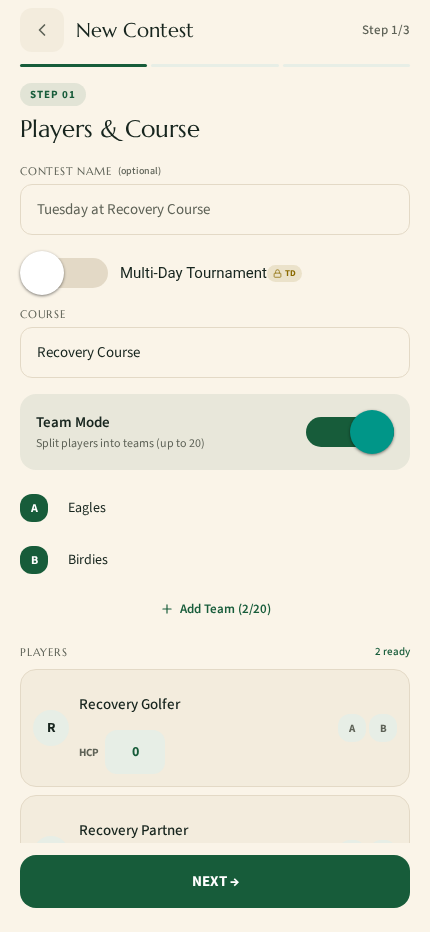 New Contest
Step 1/3
STEP 01
Players & Course
CONTEST NAME (optional)
Tuesday at Recovery Course
Multi-Day Tournament TD
COURSE
Recovery Course
Team Mode
Split players into teams (up to 20)
A Eagles
B Birdies
+ Add Team (2/20)
PLAYERS
2 ready
Recovery Golfer
R
A B
HCP 0
Recovery Partner
NEXT →